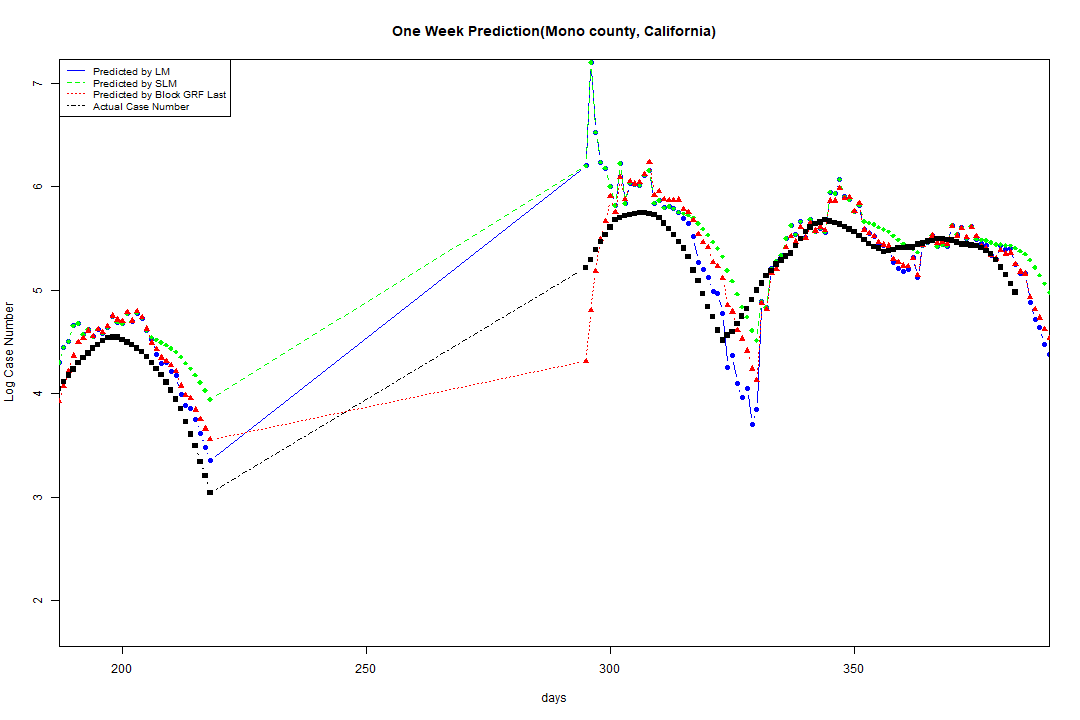 One Week Prediction(Mono county, California)
Predicted by LM
Predicted by SLM
Predicted by Block GRF Last
Actual Case Number
7
6
5
4
3
2
Log Case Number
200 250 300 350
days